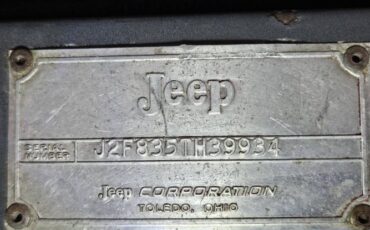 Jeep
SERIAL
NUMBER
J2F835TH39934
Jeep CORPORATION
TOLEDO, OHIO